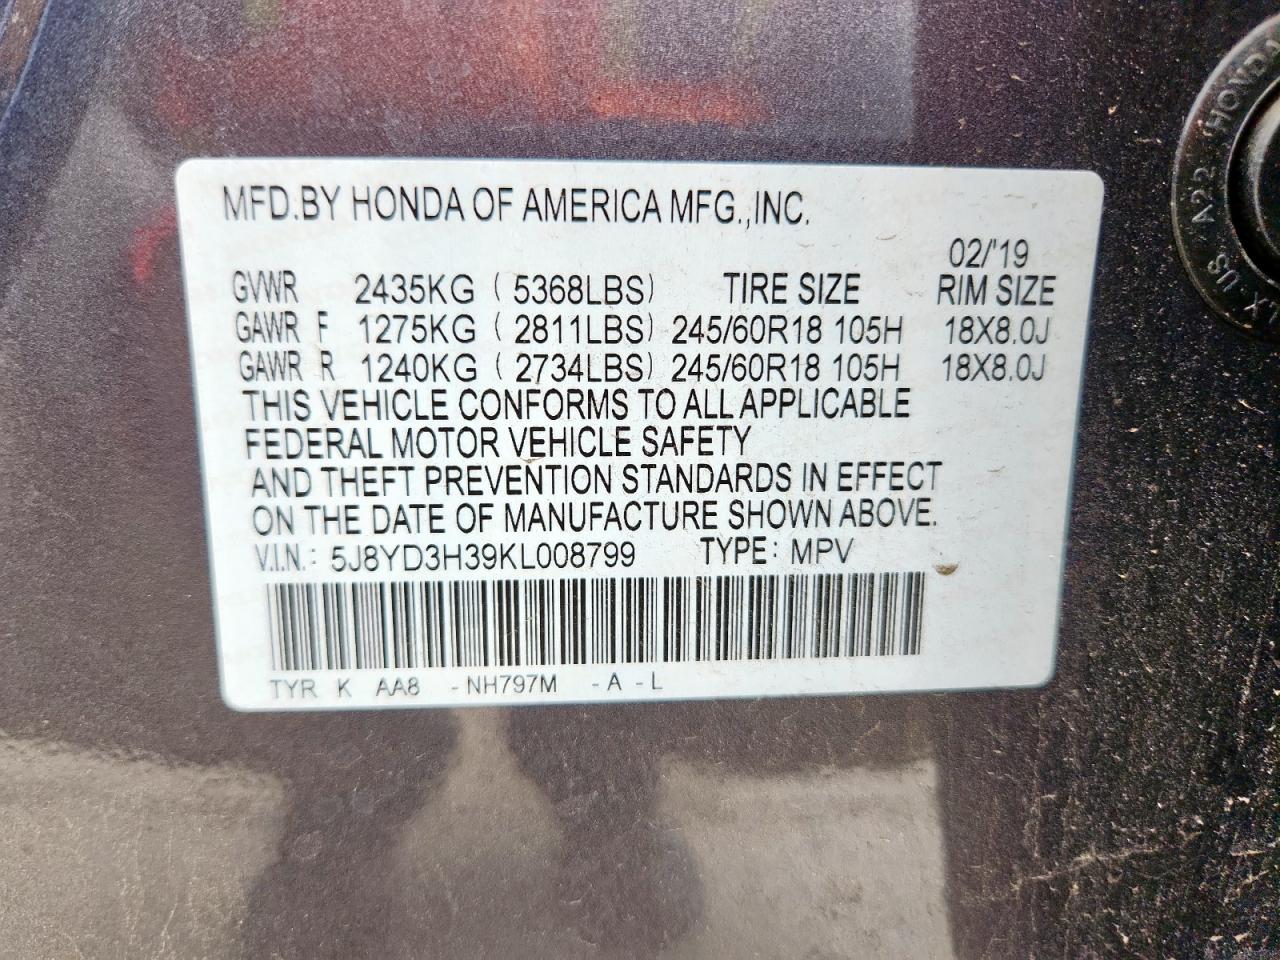 MFD.BY HONDA OF AMERICA MFG.,INC.
02/'19
GVWR 2435KG ( 5368LBS) TIRE SIZE RIM SIZE
GAWR F 1275KG ( 2811LBS) 245/60R18 105H 18X8.0J
GAWR R 1240KG ( 2734LBS) 245/60R18 105H 18X8.0J
THIS VEHICLE CONFORMS TO ALL APPLICABLE
FEDERAL MOTOR VEHICLE SAFETY
AND THEFT PREVENTION STANDARDS IN EFFECT
ON THE DATE OF MANUFACTURE SHOWN ABOVE.
V.I.N.: 5J8YD3H39KL008799 TYPE: MPV
TYR K AA8 -NH797M -A -L
US A22 HONDA